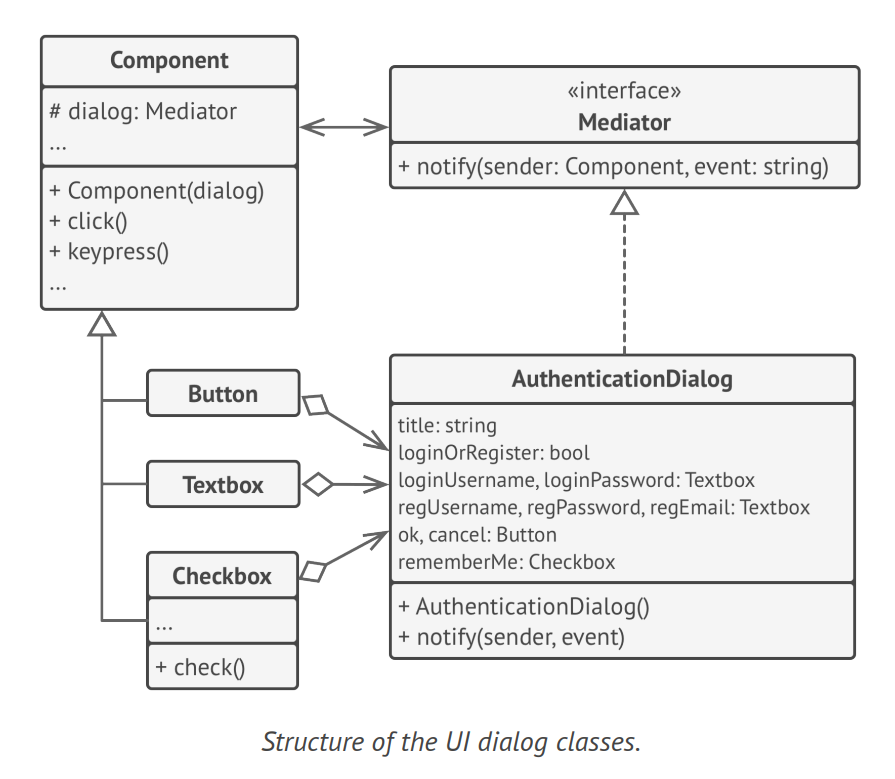 Component
# dialog: Mediator
...
+ Component(dialog)
+ click()
+ keypress()
...
«interface»
Mediator
+ notify(sender: Component, event: string)
Button
Textbox
Checkbox
...
+ check()
AuthenticationDialog
title: string
loginOrRegister: bool
loginUsername, loginPassword: Textbox
regUsername, regPassword, regEmail: Textbox
ok, cancel: Button
rememberMe: Checkbox
+ AuthenticationDialog()
+ notify(sender, event)
Structure of the UI dialog classes.